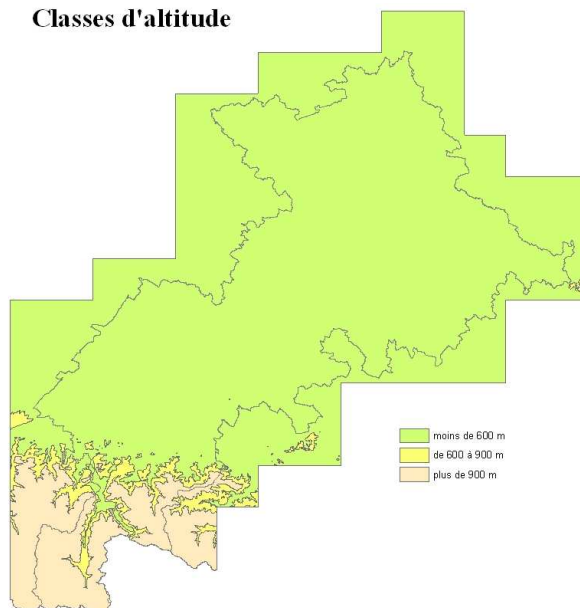 Classes d'altitude
moins de 600 m
de 600 à 900 m
plus de 900 m